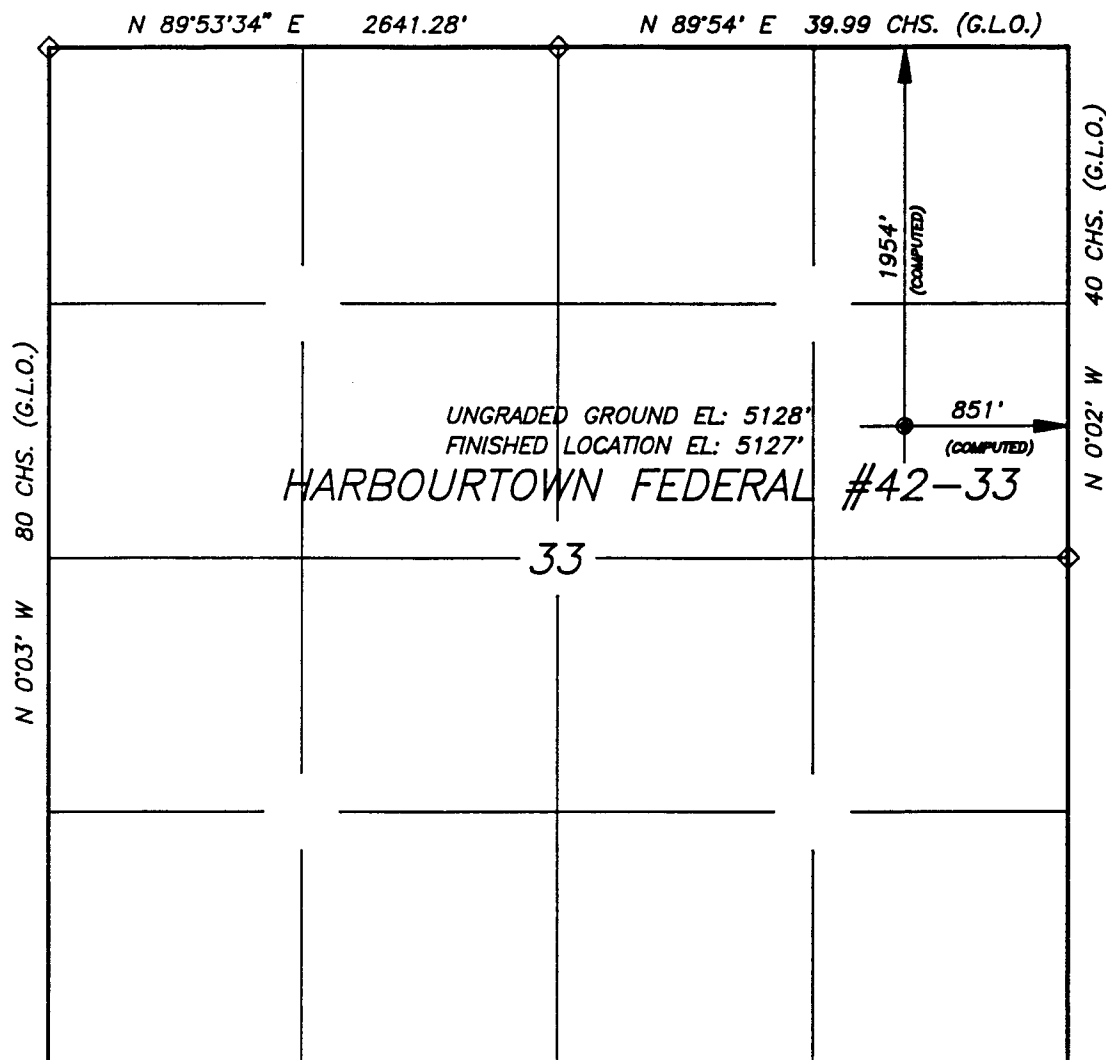 N 89°53'34" E 2641.28'
N 89°54' E 39.99 CHS. (G.L.O.)
N 0°02' W 40 CHS. (G.L.O.)
1954'
(COMPUTED)
N 0°03' W 80 CHS. (G.L.O.)
UNGRADED GROUND EL: 5128'
FINISHED LOCATION EL: 5127'
851'
(COMPUTED)
HARBOURTOWN FEDERAL #42-33
33